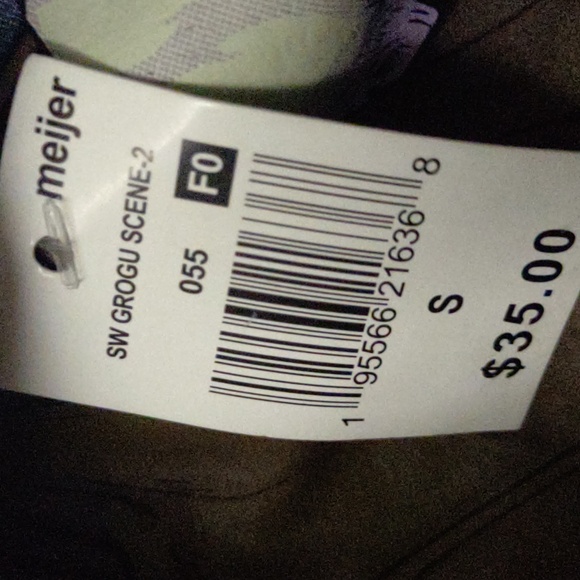 meijer
SW GROGU SCENE-2
055 F0
1 95566 21636 8
S
$35.00